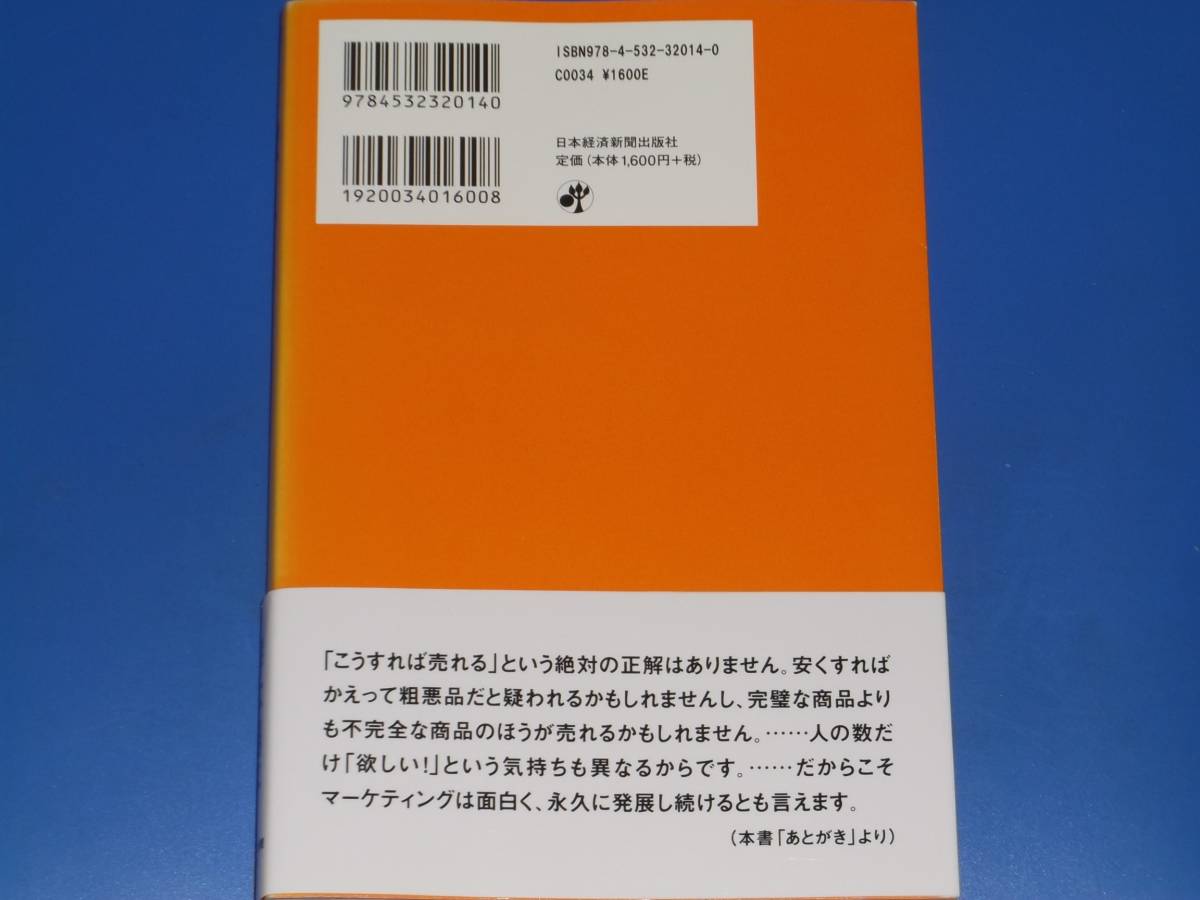 ISBN978-4-532-32014-0
C0034 ¥1600E
9784532320140
日本経済新聞出版社
定価(本体1,600円+税)
1920034016008
「こうすれば売れる」という絶対の正解はありません。安くすれば
かえって粗悪品だと疑われるかもしれませんし、完璧な商品より
も不完全な商品のほうが売れるかもしれません。……人の数だ
け「欲しい!」という気持ちも異なるからです。……だからこそ
マーケティングは面白く、永久に発展し続けるとも言えます。
(本書「あとがき」より)